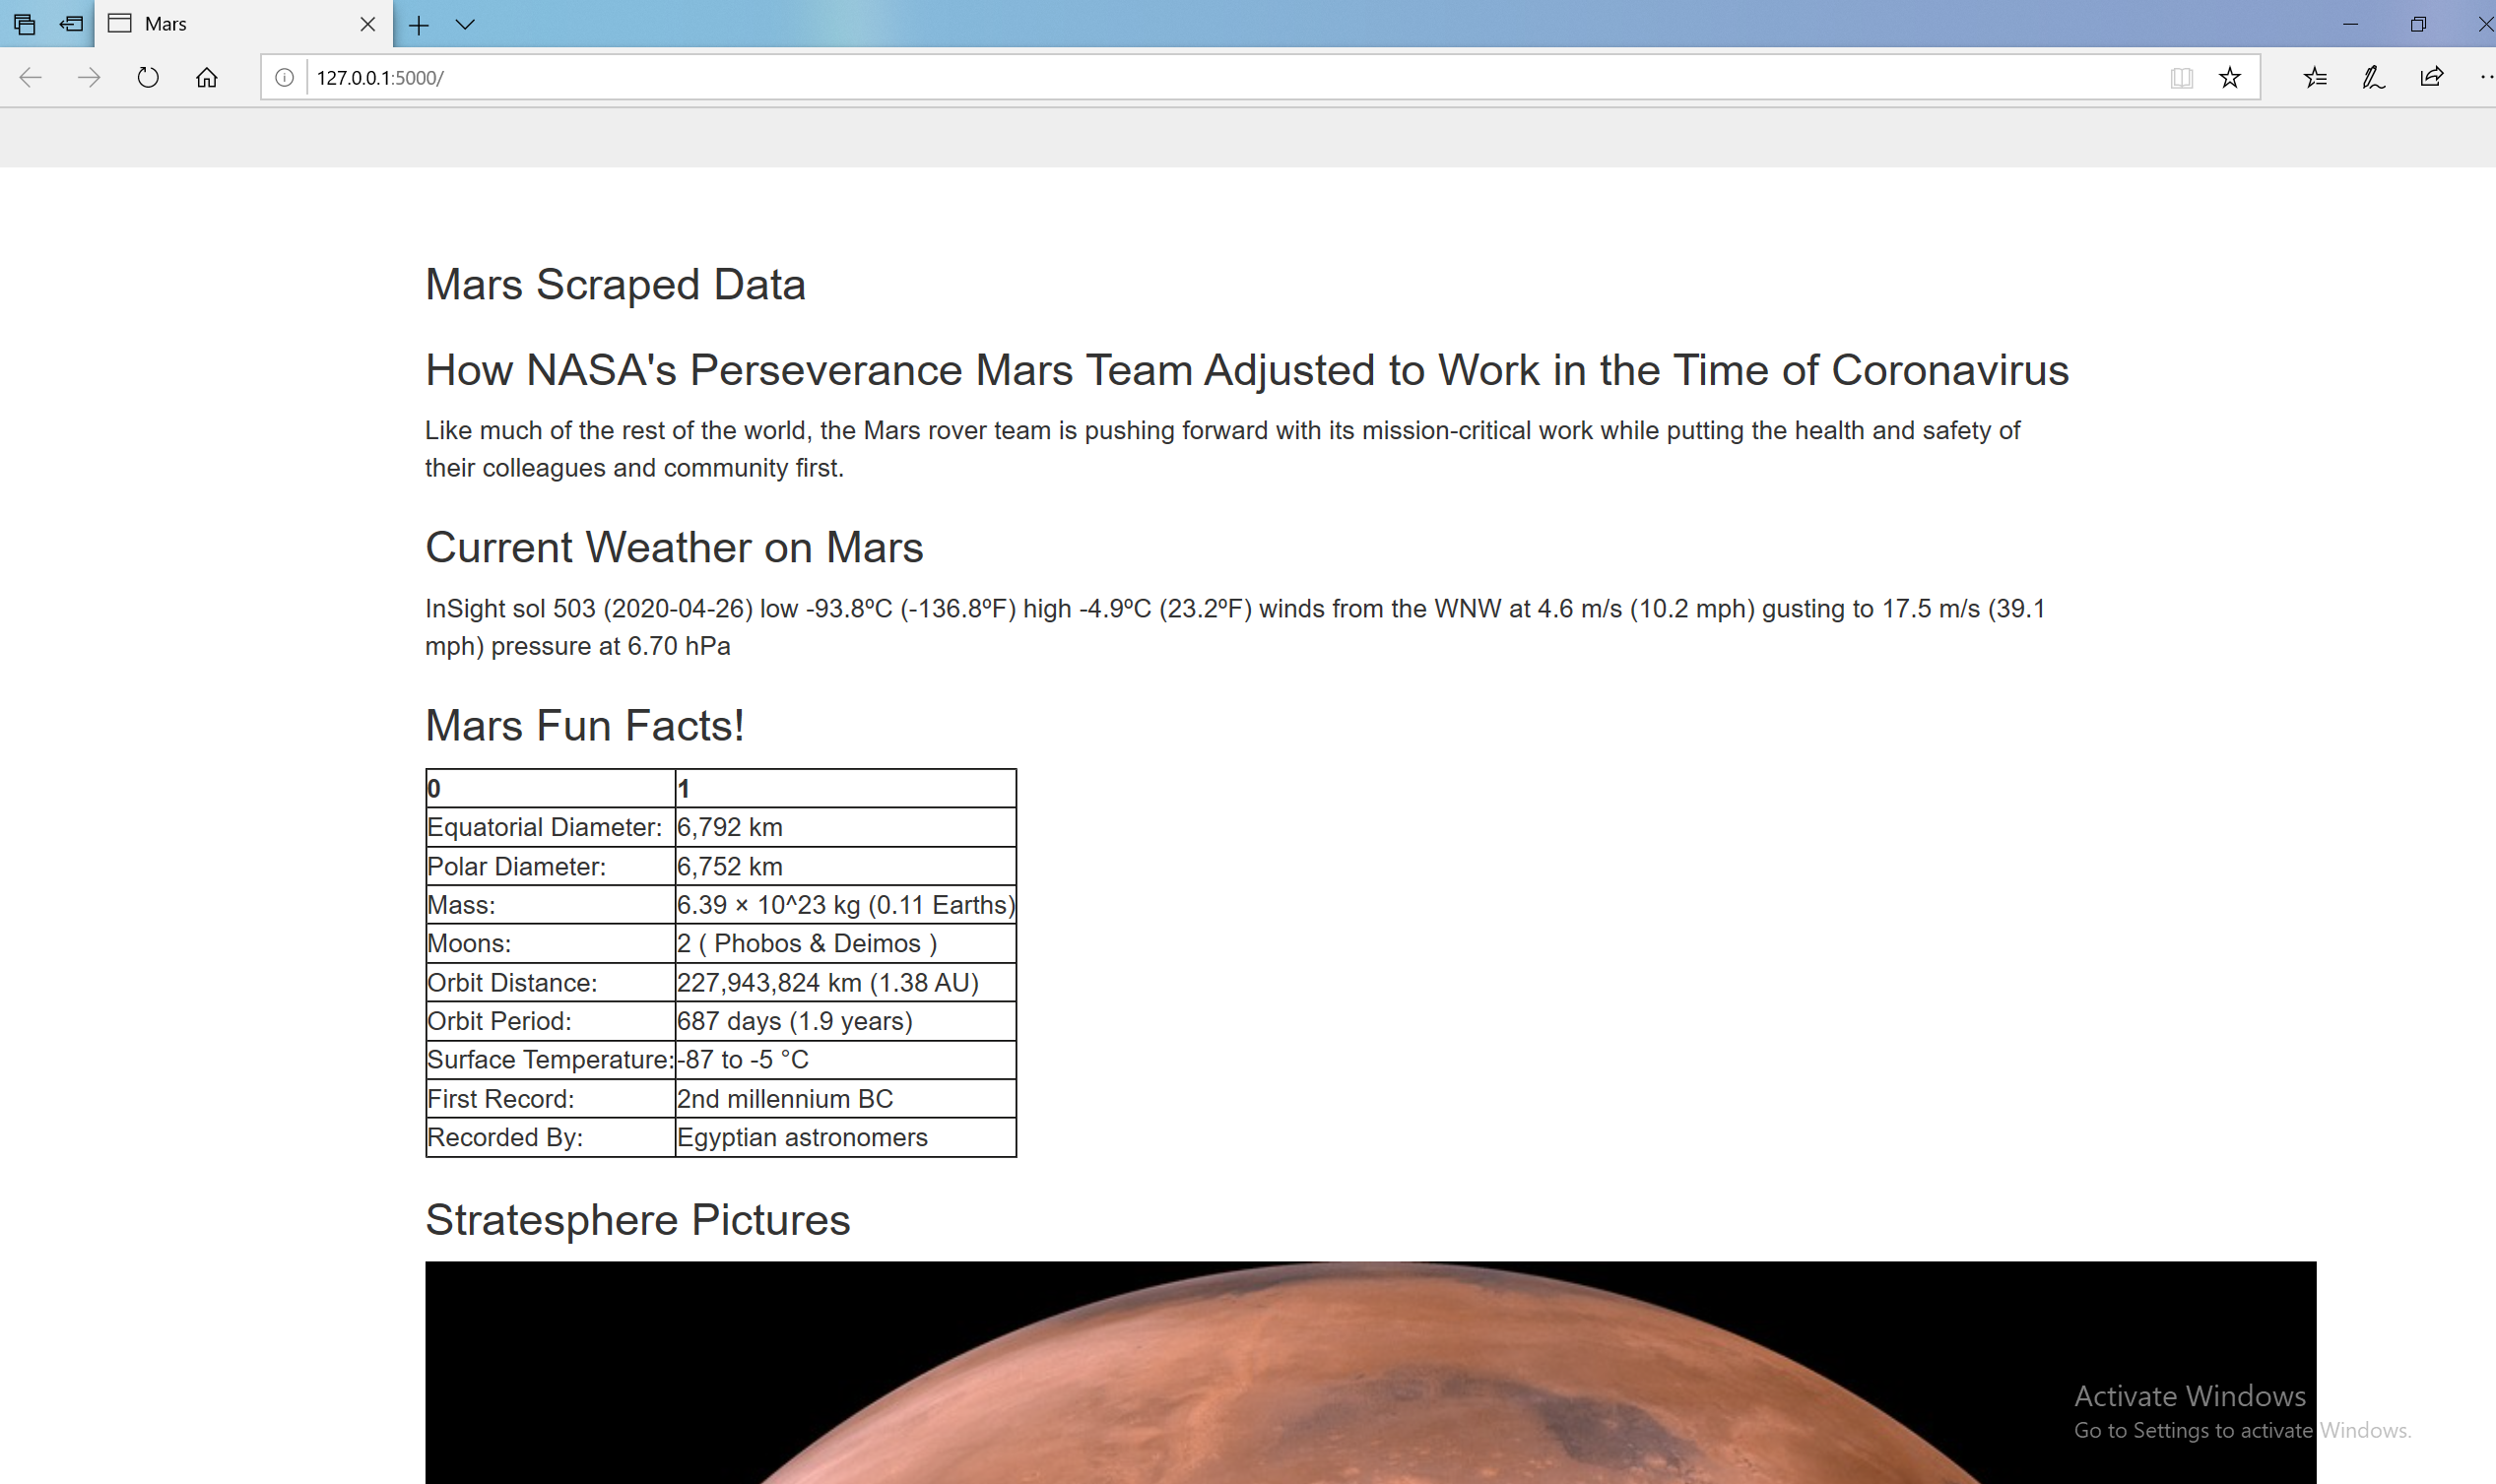 Mars
127.0.0.1:5000/
Mars Scraped Data
How NASA's Perseverance Mars Team Adjusted to Work in the Time of Coronavirus
Like much of the rest of the world, the Mars rover team is pushing forward with its mission-critical work while putting the health and safety of
their colleagues and community first.
Current Weather on Mars
InSight sol 503 (2020-04-26) low -93.8ºC (-136.8ºF) high -4.9ºC (23.2ºF) winds from the WNW at 4.6 m/s (10.2 mph) gusting to 17.5 m/s (39.1
mph) pressure at 6.70 hPa
Mars Fun Facts!
0 1
Equatorial Diameter: 6,792 km
Polar Diameter: 6,752 km
Mass: 6.39 × 10^23 kg (0.11 Earths)
Moons: 2 ( Phobos & Deimos )
Orbit Distance: 227,943,824 km (1.38 AU)
Orbit Period: 687 days (1.9 years)
Surface Temperature: -87 to -5 °C
First Record: 2nd millennium BC
Recorded By: Egyptian astronomers
Stratesphere Pictures
Activate Windows
Go to Settings to activate Windows.